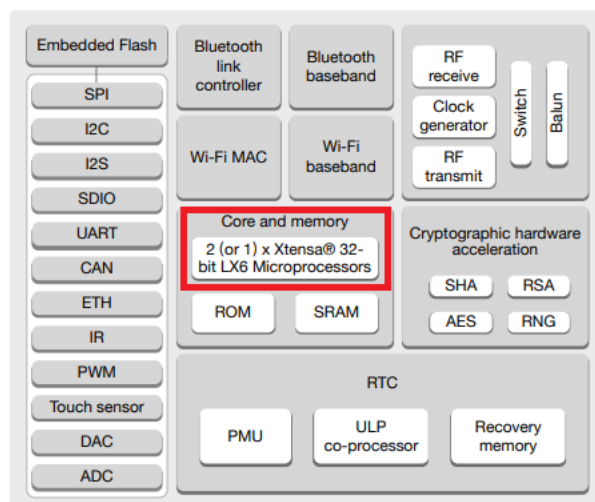 Embedded Flash
SPI
I2C
I2S
SDIO
UART
CAN
ETH
IR
PWM
Touch sensor
DAC
ADC
Bluetooth
link
controller
Bluetooth
baseband
Wi-Fi MAC
Wi-Fi
baseband
RF
receive
Clock
generator
RF
transmit
Switch
Balun
Core and memory
2 (or 1) x Xtensa® 32-
bit LX6 Microprocessors
ROM
SRAM
Cryptographic hardware
acceleration
SHA
RSA
AES
RNG
RTC
PMU
ULP
co-processor
Recovery
memory